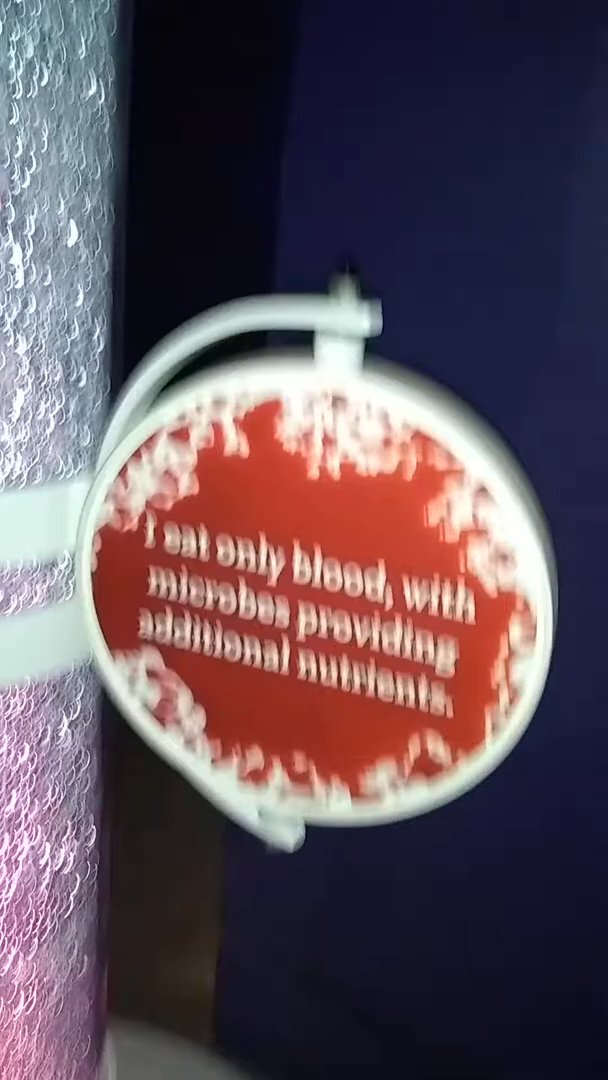 I eat only blood, with
microbes providing
additional nutrients.